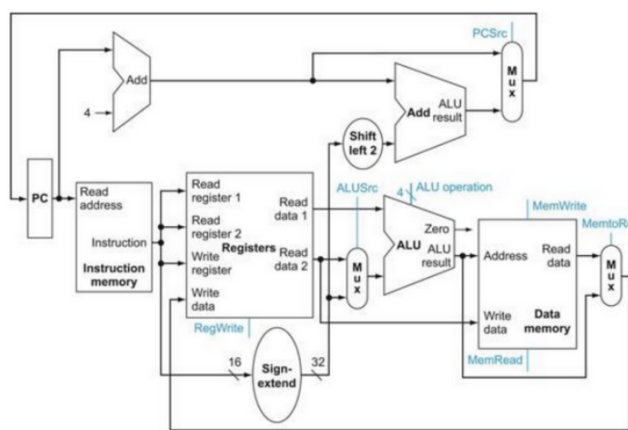 PCSrc
Add
4
M
u
x
Add
ALU
result
Shift
left 2
PC
Read
address
Instruction
Instruction
memory
Read
register 1
Read
register 2
Write
register
Write
data
Registers
Read
data 1
Read
data 2
RegWrite
ALUSrc
M
u
x
4
ALU operation
Zero
ALU
ALU
result
MemWrite
Address
Read
data
Write
data
Data
memory
MemRead
MemtoRe
M
u
x
16
Sign-
extend
32